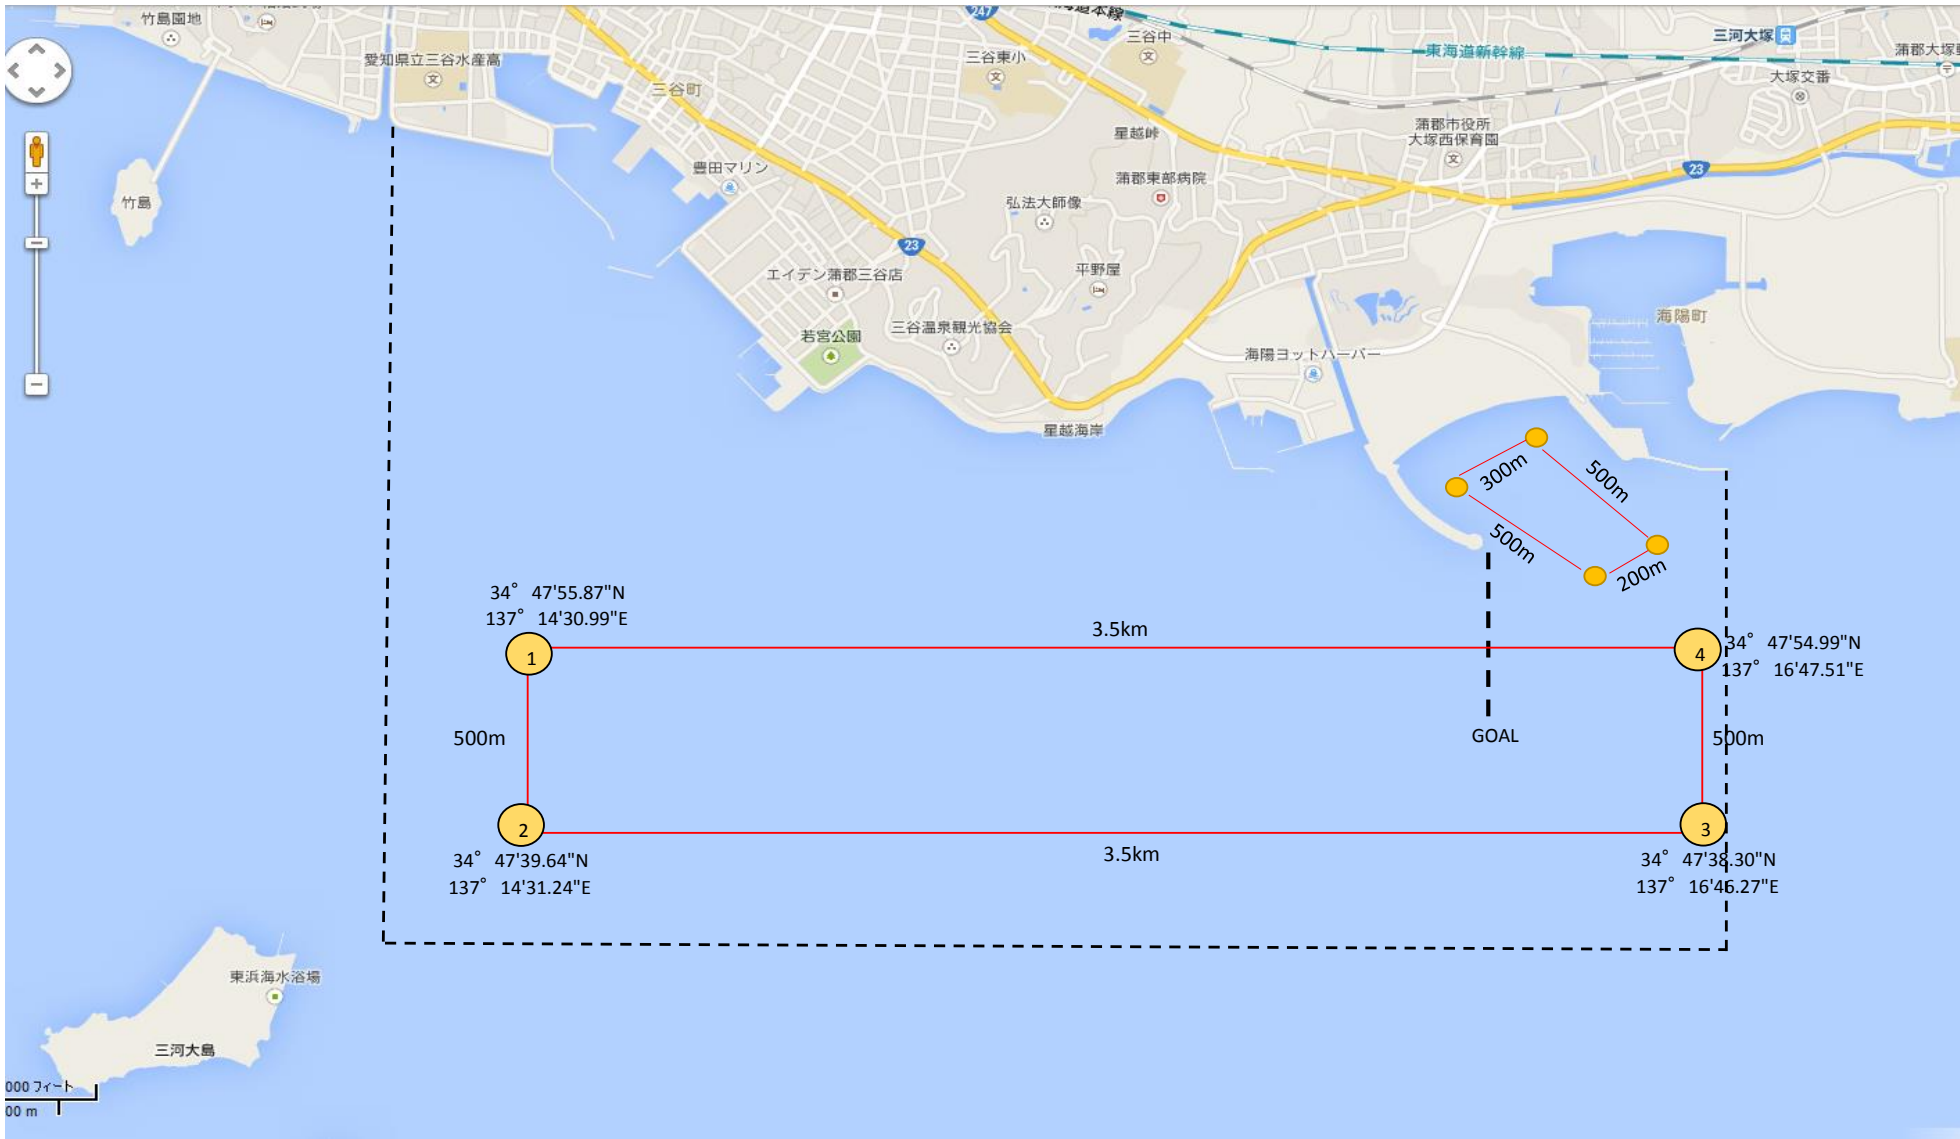 竹島園地
247
三谷中
三河大塚
愛知県立三谷水産高
三谷東小
東海道新幹線
大塚交番
三谷町
星越峠
蒲郡市役所
大塚西保育園
豊田マリン
蒲郡東部病院
23
竹島
弘法大師像
23
エイデン蒲郡三谷店
平野屋
海陽町
若宮公園
三谷温泉観光協会
海陽ヨットハーバー
星越海岸
300m
500m
500m
200m
34° 47'55.87"N
137° 14'30.99"E
3.5km
1
4
34° 47'54.99"N
137° 16'47.51"E
500m
GOAL
500m
2
3
34° 47'39.64"N
137° 14'31.24"E
3.5km
34° 47'38.30"N
137° 16'46.27"E
東浜海水浴場
三河大島
000 フィート
00 m